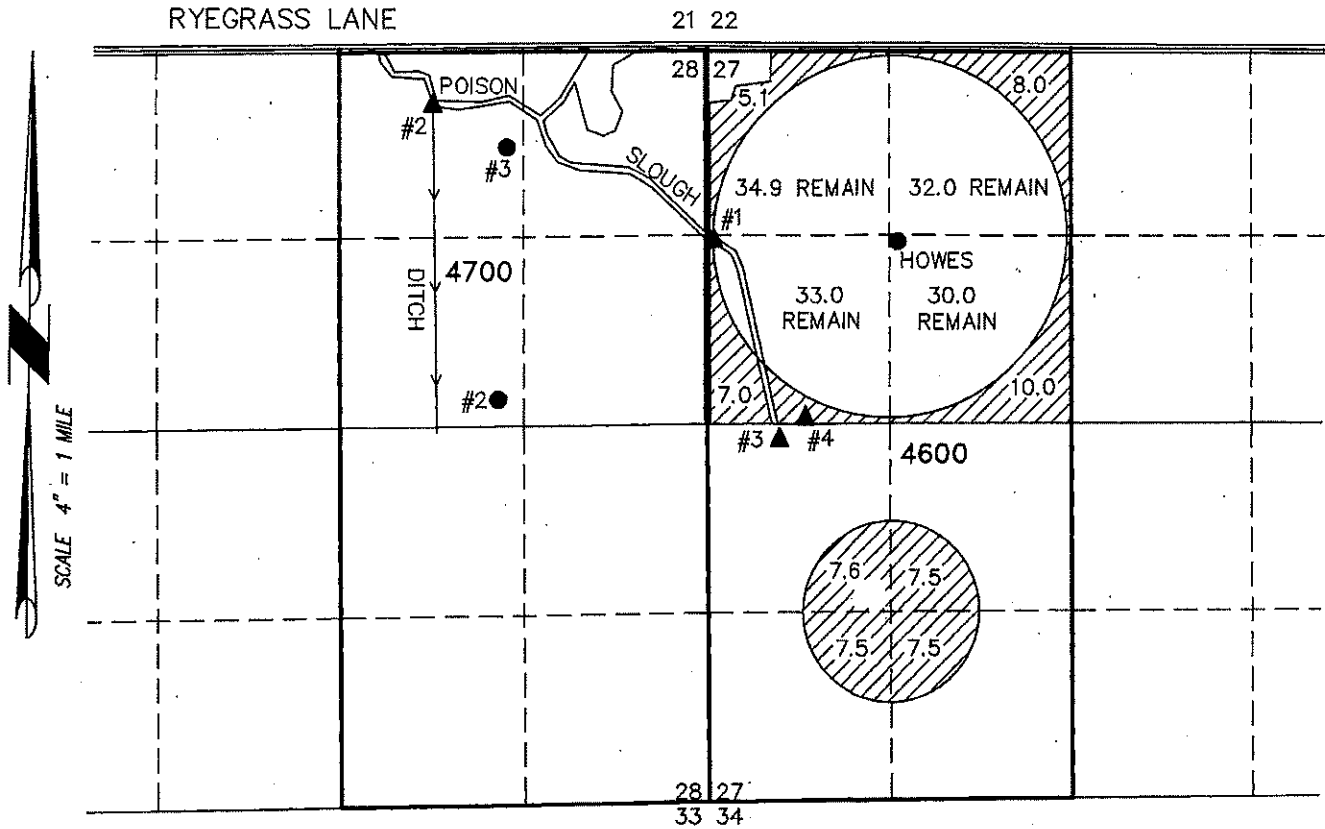 RYEGRASS LANE
21 22
28 27
POISON
#2
#3
SLOUGH
5.1
8.0
34.9 REMAIN
32.0 REMAIN
#1
HOWES
DITCH
4700
33.0
REMAIN
30.0
REMAIN
#2
7.0
10.0
#3
#4
4600
SCALE 4" = 1 MILE
7.6
7.5
7.5
7.5
28 27
33 34